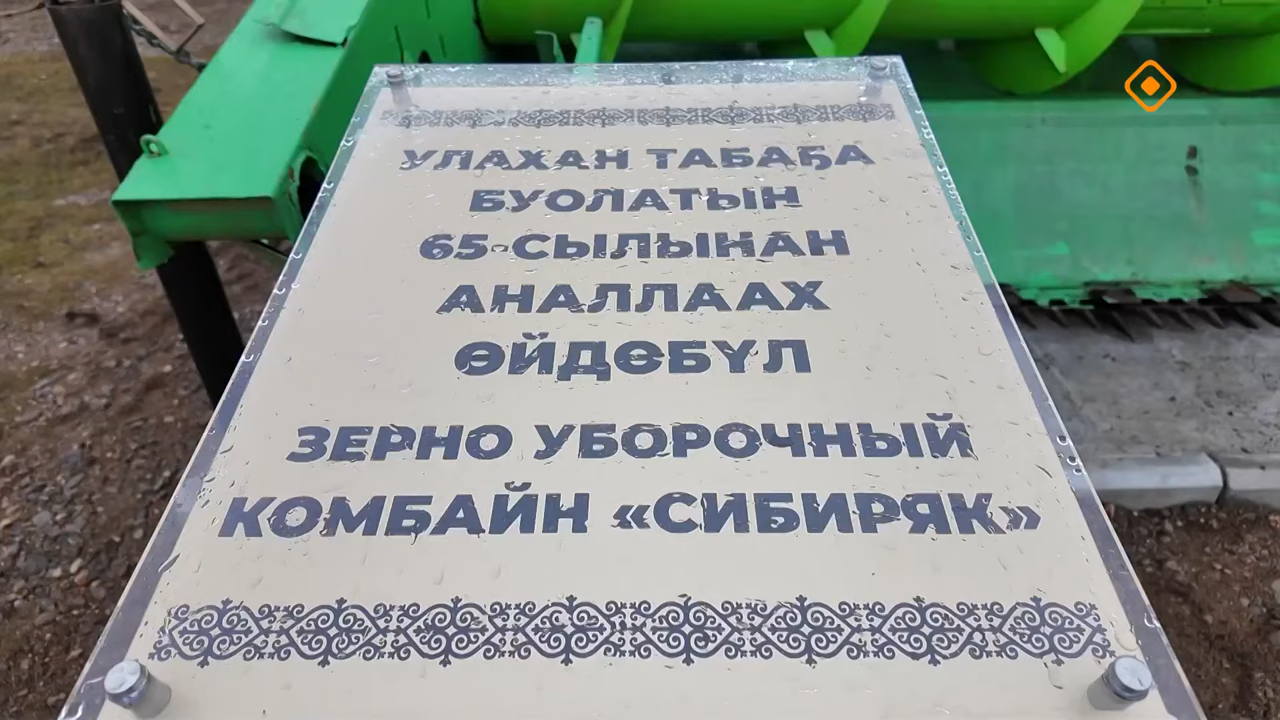 УЛАХАН ТАБАҔА
БУОЛАТЫН
65-СЫЛЫНАН
АНАЛЛААХ
ӨЙДӨБҮЛ
ЗЕРНО УБОРОЧНЫЙ
КОМБАЙН «СИБИРЯК»